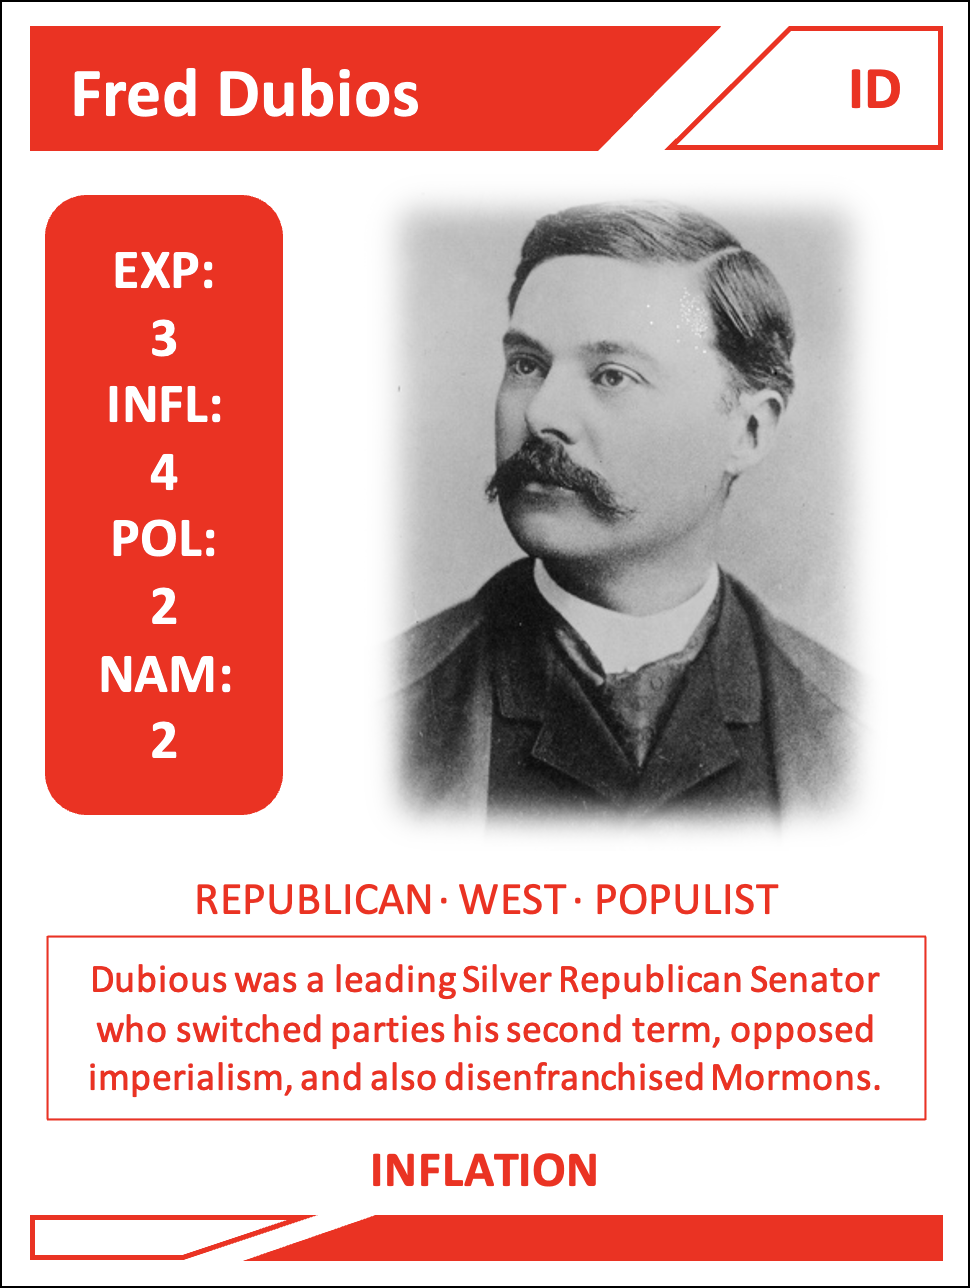 Fred Dubios
ID
EXP:
3
INFL:
4
POL:
2
NAM:
2
REPUBLICAN · WEST · POPULIST
Dubious was a leading Silver Republican Senator
who switched parties his second term, opposed
imperialism, and also disenfranchised Mormons.
INFLATION